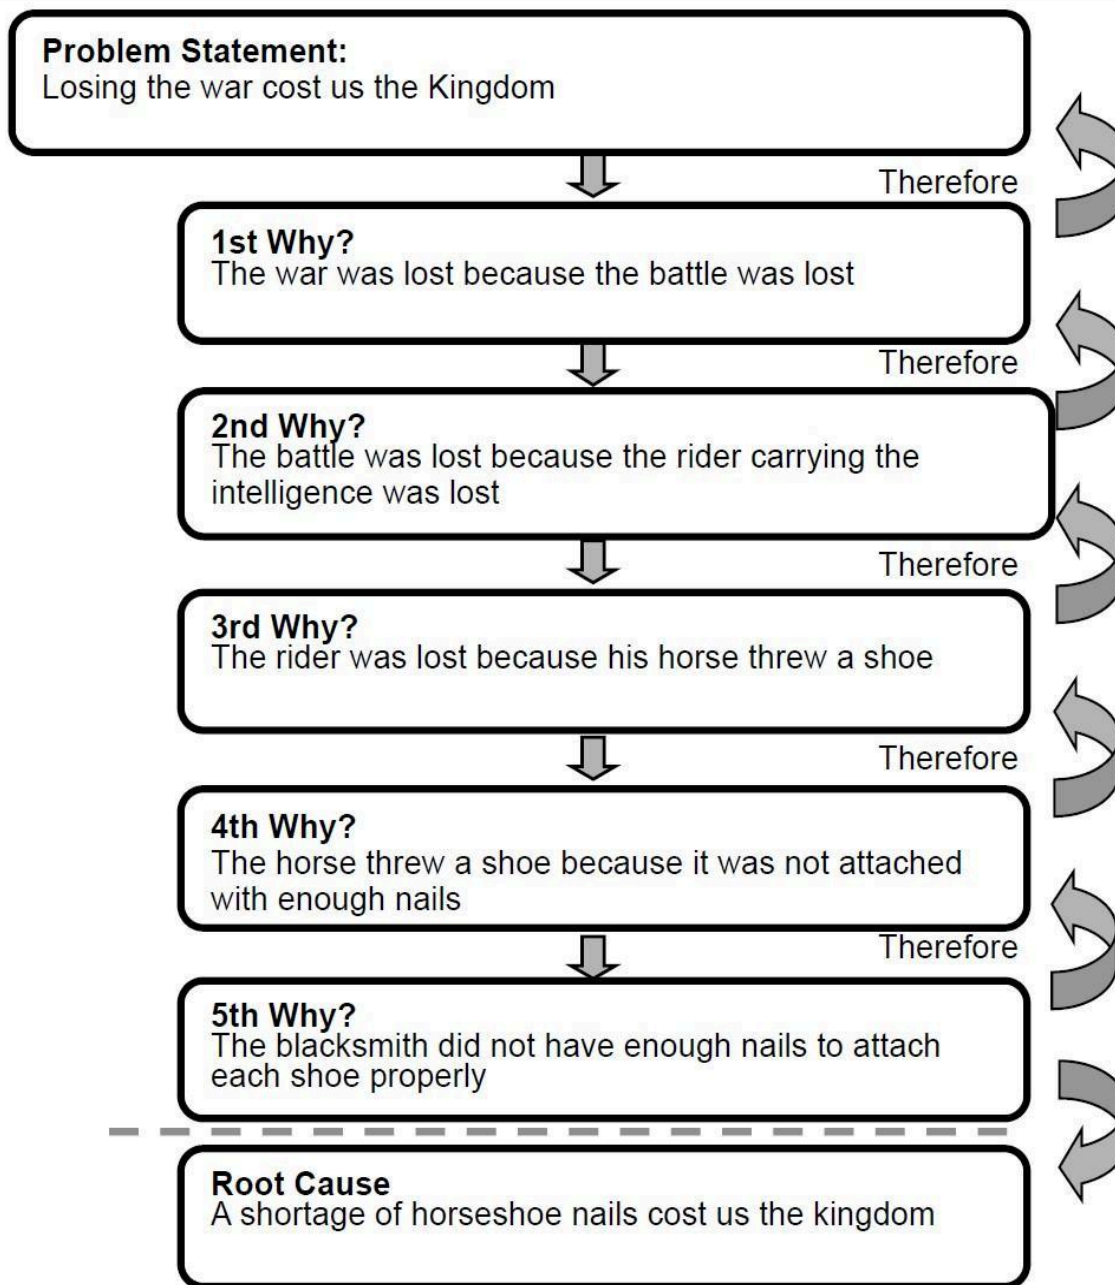 Problem Statement:
Losing the war cost us the Kingdom
Therefore
1st Why?
The war was lost because the battle was lost
Therefore
2nd Why?
The battle was lost because the rider carrying the
intelligence was lost
Therefore
3rd Why?
The rider was lost because his horse threw a shoe
Therefore
4th Why?
The horse threw a shoe because it was not attached
with enough nails
Therefore
5th Why?
The blacksmith did not have enough nails to attach
each shoe properly
Root Cause
A shortage of horseshoe nails cost us the kingdom